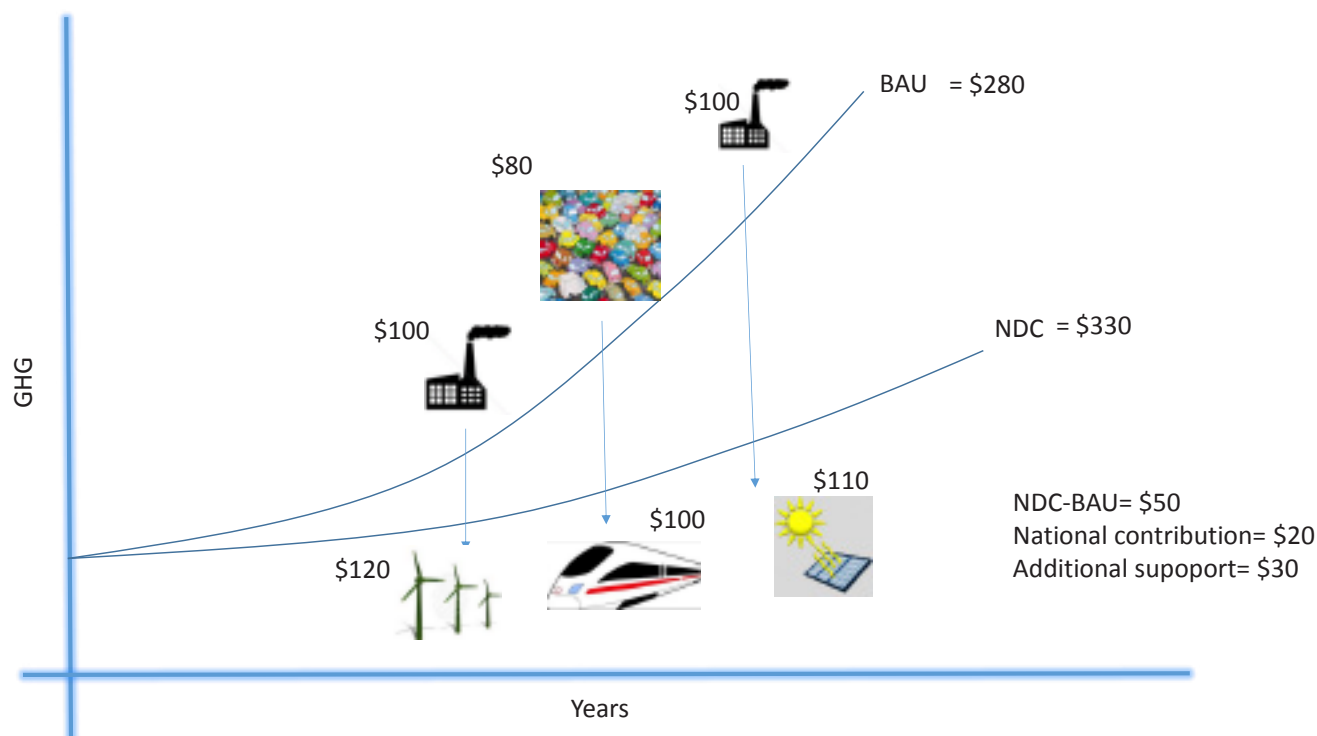 $100
BAU = $280
$80
$100
NDC = $330
GHG
$110
$100
$120
NDC-BAU= $50
National contribution= $20
Additional supoport= $30
Years